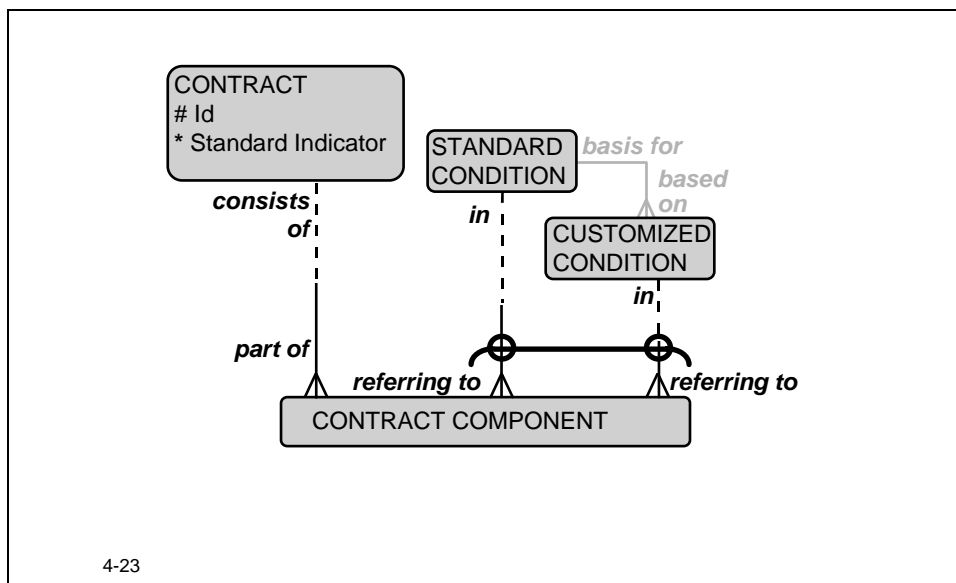 CONTRACT
# Id
* Standard Indicator
STANDARD
CONDITION
basis for
based
on
consists
of
in
CUSTOMIZED
CONDITION
in
part of
referring to
referring to
CONTRACT COMPONENT
4-23